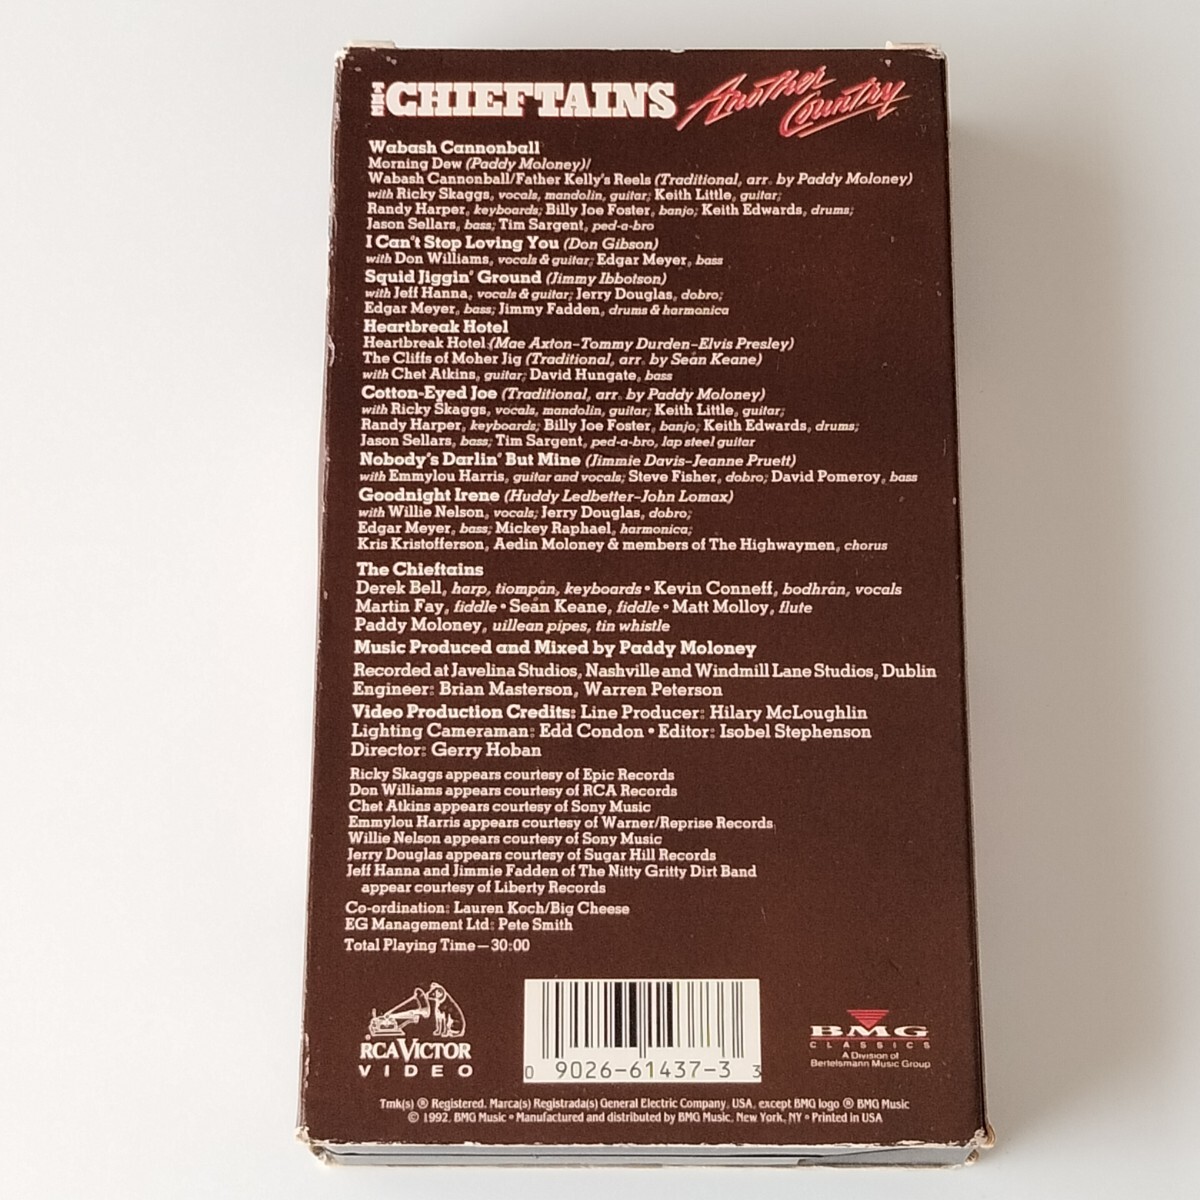 THE CHIEFTAINS Another Country
Wabash Cannonball
Morning Dew (Paddy Moloney)/
Wabash Cannonball/Father Kelly's Reels (Traditional, arr. by Paddy Moloney)
with Ricky Skaggs, vocals, mandolin, guitar; Keith Little, guitar;
Randy Harper, keyboards; Billy Joe Foster, banjo; Keith Edwards, drums;
Jason Sellars, bass; Tim Sargent, ped-a-bro
I Can't Stop Loving You (Don Gibson)
with Don Williams, vocals & guitar; Edgar Meyer, bass
Squid Jiggin' Ground (Jimmy Ibbotson)
with Jeff Hanna, vocals & guitar; Jerry Douglas, dobro;
Edgar Meyer, bass; Jimmy Fadden, drums & harmonica
Heartbreak Hotel
Heartbreak Hotel (Mae Axton–Tommy Durden–Elvis Presley)
The Cliffs of Moher Jig (Traditional, arr. by Seán Keane)
with Chet Atkins, guitar; David Hungate, bass
Cotton-Eyed Joe (Traditional, arr. by Paddy Moloney)
with Ricky Skaggs, vocals, mandolin, guitar; Keith Little, guitar;
Randy Harper, keyboards; Billy Joe Foster, banjo; Keith Edwards, drums;
Jason Sellars, bass; Tim Sargent, ped-a-bro, lap steel guitar
Nobody's Darlin' But Mine (Jimmie Davis–Jeanne Pruett)
with Emmylou Harris, guitar and vocals; Steve Fisher, dobro; David Pomeroy, bass
Goodnight Irene (Huddy Ledbetter–John Lomax)
with Willie Nelson, vocals; Jerry Douglas, dobro;
Edgar Meyer, bass; Mickey Raphael, harmonica;
Kris Kristofferson, Aedin Moloney & members of The Highwaymen, chorus
The Chieftains
Derek Bell, harp, tiompán, keyboards • Kevin Conneff, bodhrán, vocals
Martin Fay, fiddle • Seán Keane, fiddle • Matt Molloy, flute
Paddy Moloney, uillean pipes, tin whistle
Music Produced and Mixed by Paddy Moloney
Recorded at Javelina Studios, Nashville and Windmill Lane Studios, Dublin
Engineer: Brian Masterson, Warren Peterson
Video Production Credits: Line Producer: Hilary McLoughlin
Lighting Cameraman: Edd Condon • Editor: Isobel Stephenson
Director: Gerry Hoban
Ricky Skaggs appears courtesy of Epic Records
Don Williams appears courtesy of RCA Records
Chet Atkins appears courtesy of Sony Music
Emmylou Harris appears courtesy of Warner/Reprise Records
Willie Nelson appears courtesy of Sony Music
Jerry Douglas appears courtesy of Sugar Hill Records
Jeff Hanna and Jimmie Fadden of The Nitty Gritty Dirt Band
appear courtesy of Liberty Records
Co-ordination: Lauren Koch/Big Cheese
EG Management Ltd: Pete Smith
Total Playing Time—30:00
RCA VICTOR
VIDEO
0 9026-61437-3 3
BMG
CLASSICS
A Division of
Bertelsmann Music Group
Tmk(s) ® Registered. Marca(s) Registrada(s) General Electric Company, USA, except BMG logo ® BMG Music
© 1992, BMG Music • Manufactured and distributed by BMG Music, New York, NY • Printed in USA